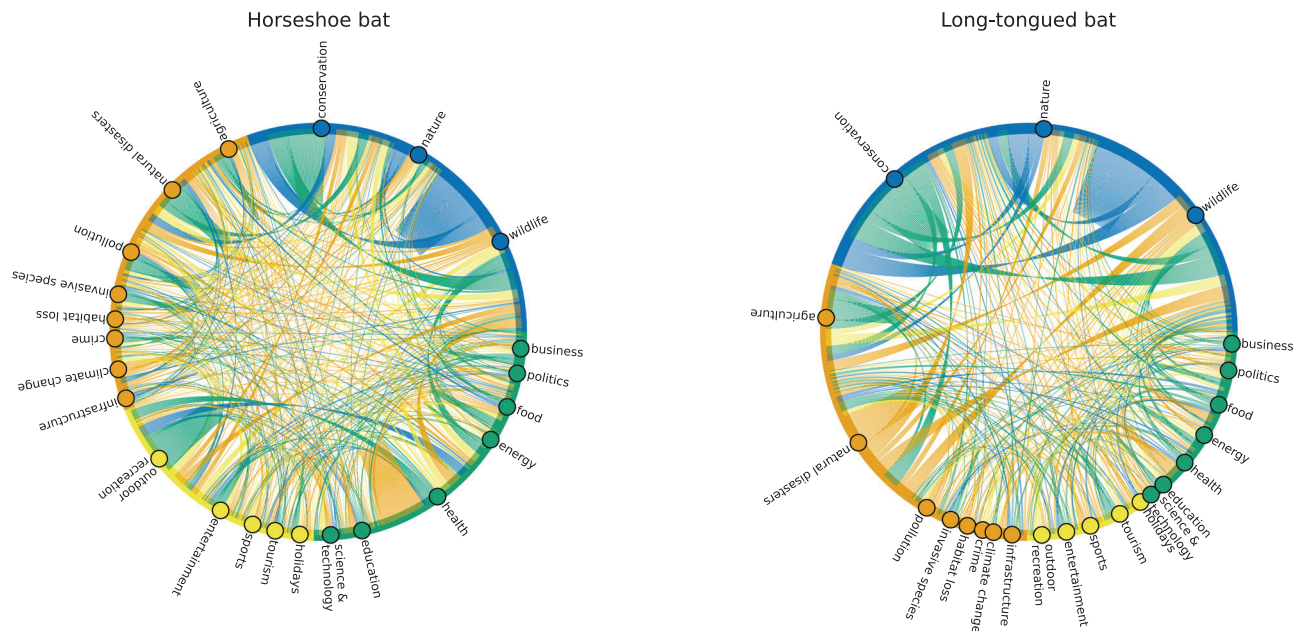 Horseshoe bat
conservation
nature
wildlife
business
politics
food
energy
health
education
science &
technology
holidays
tourism
sports
entertainment
outdoor
recreation
infrastructure
climate change
crime
habitat loss
invasive species
pollution
natural disasters
agriculture
Long-tongued bat
nature
wildlife
business
politics
food
energy
health
education
science &
technology
holidays
tourism
sports
entertainment
outdoor
recreation
infrastructure
climate change
crime
habitat loss
invasive species
pollution
natural disasters
agriculture
conservation